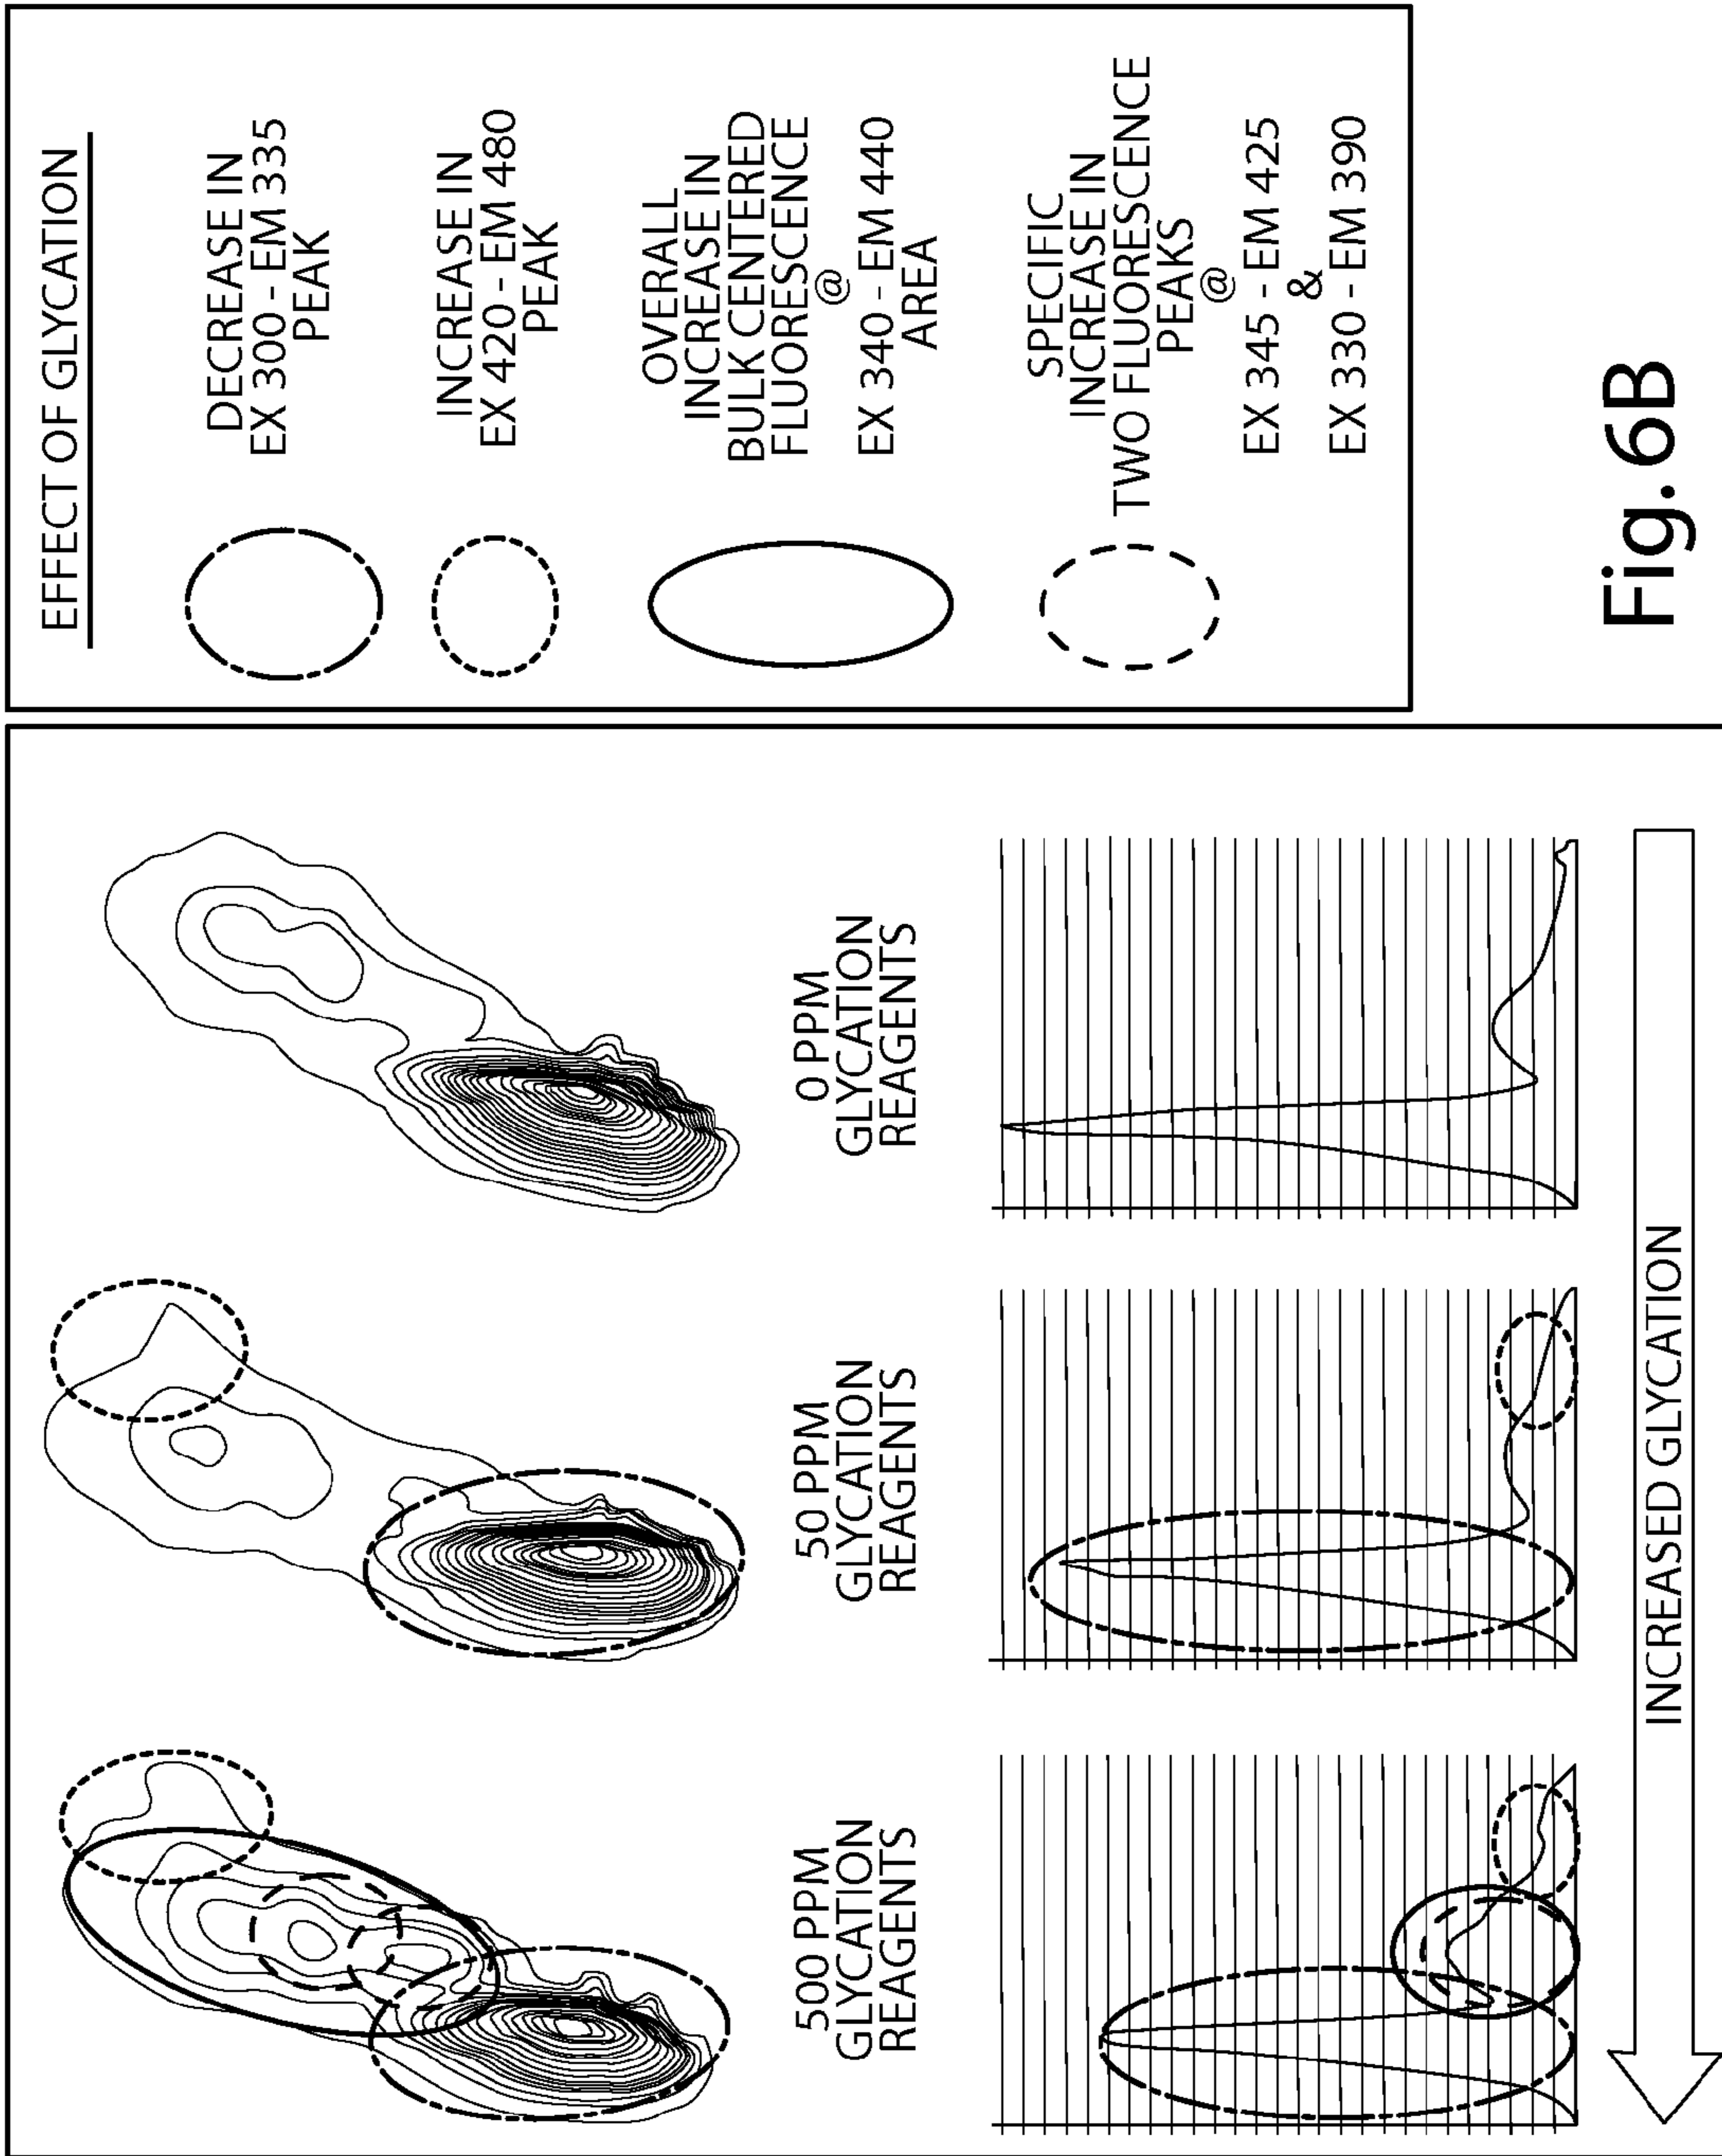 500 PPM
GLYCATION
REAGENTS
50 PPM
GLYCATION
REAGENTS
0 PPM
GLYCATION
REAGENTS
INCREASED GLYCATION
EFFECT OF GLYCATION
DECREASE IN
EX 300 - EM 335
PEAK
INCREASE IN
EX 420 - EM 480
PEAK
OVERALL
INCREASE IN
BULK CENTERED
FLUORESCENCE
@
EX 340 - EM 440
AREA
SPECIFIC
INCREASE IN
TWO FLUORESCENCE
PEAKS
@
EX 345 - EM 425
&
EX 330 - EM 390
Fig. 6B